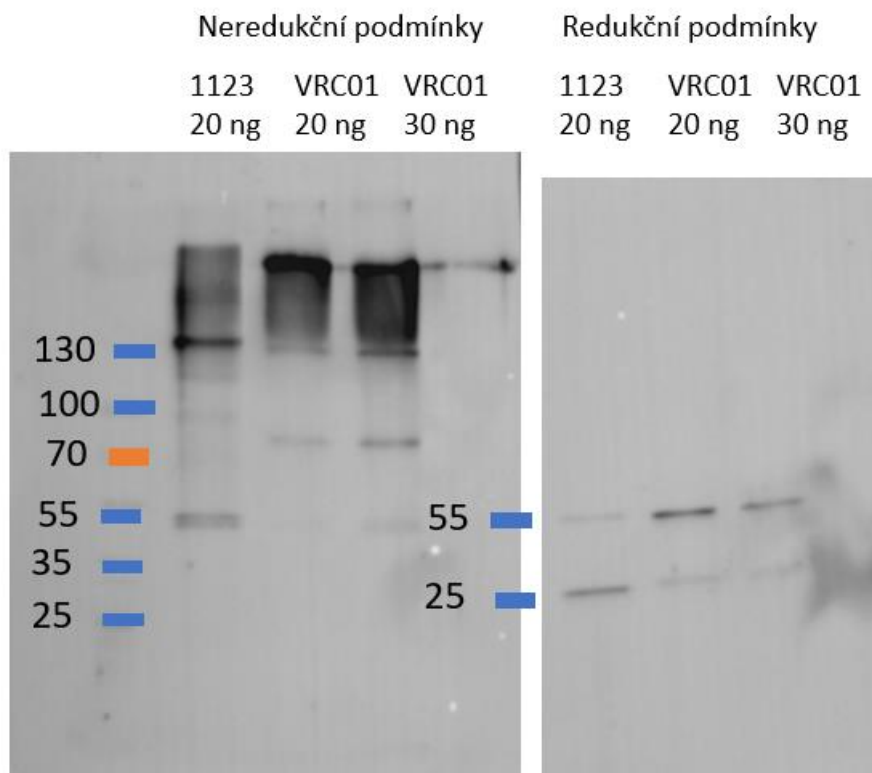 Neredukční podmínky
1123 VRC01 VRC01
20 ng 20 ng 30 ng
130
100
70
55
35
25
Redukční podmínky
1123 VRC01 VRC01
20 ng 20 ng 30 ng
55
25